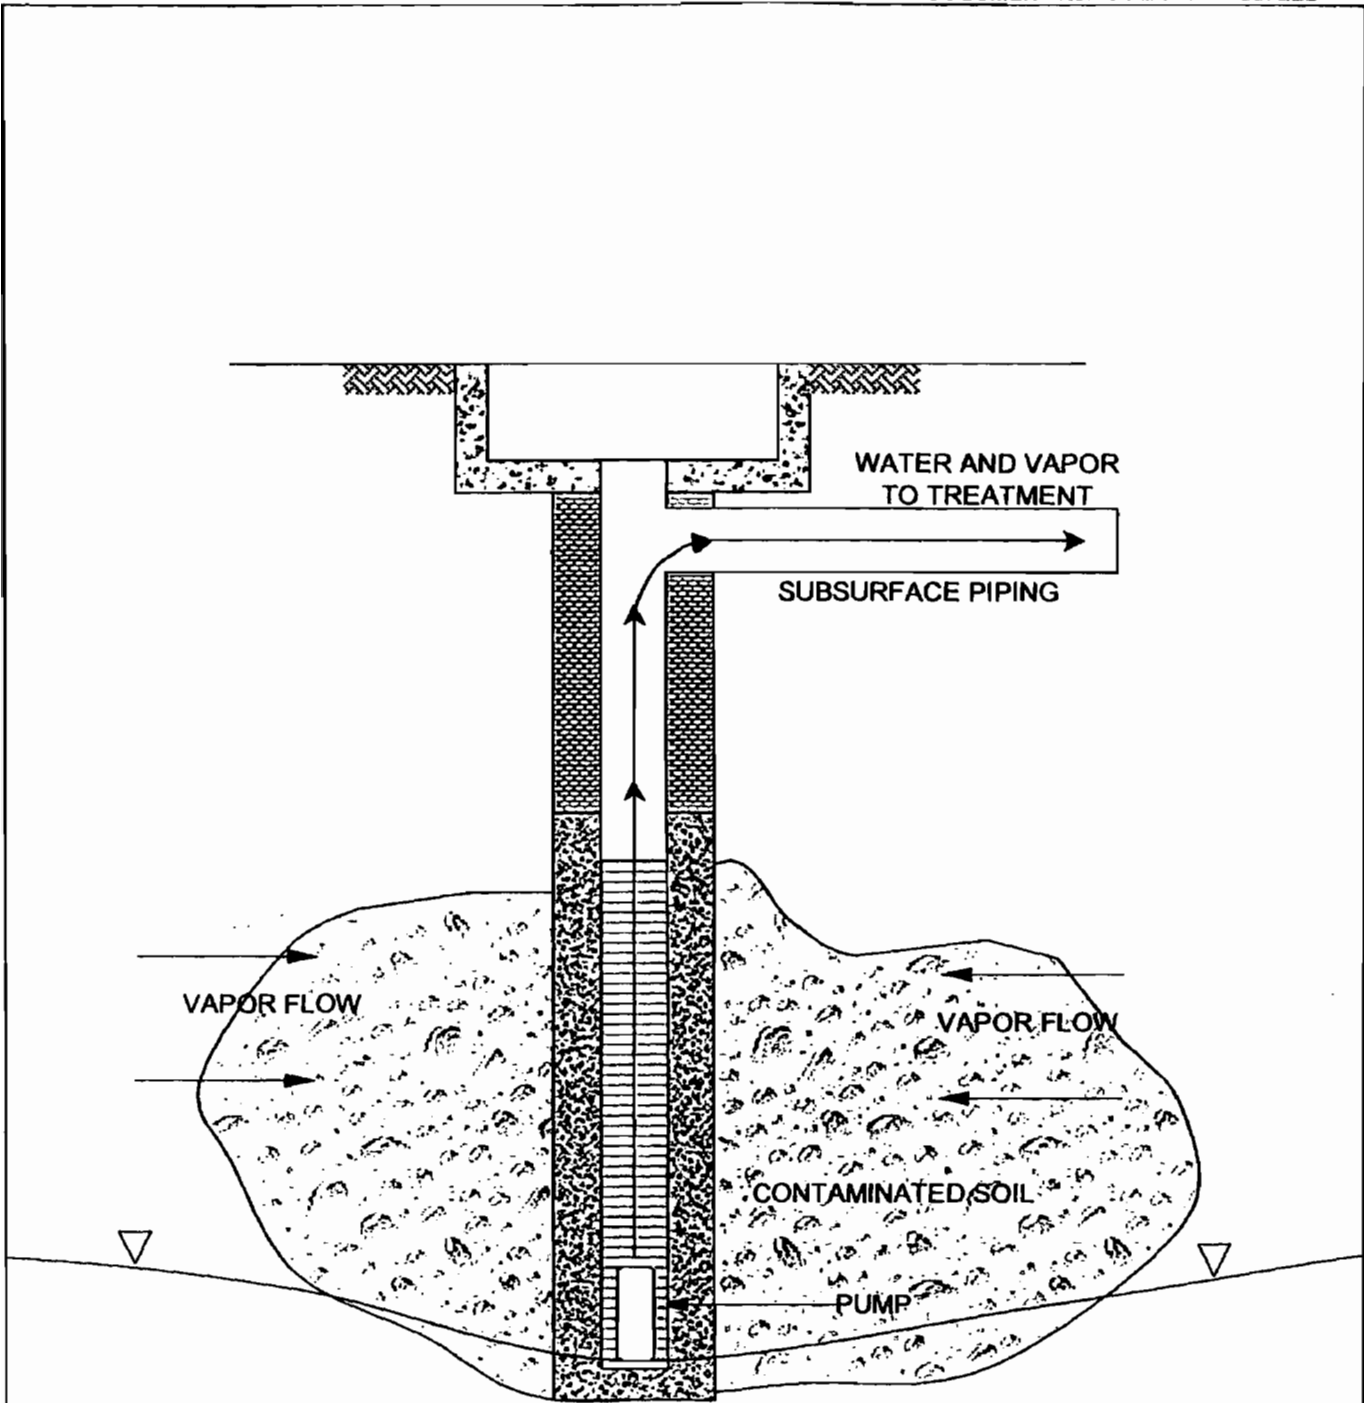 WATER AND VAPOR
TO TREATMENT
SUBSURFACE PIPING
VAPOR FLOW
VAPOR FLOW
CONTAMINATED SOIL
PUMP